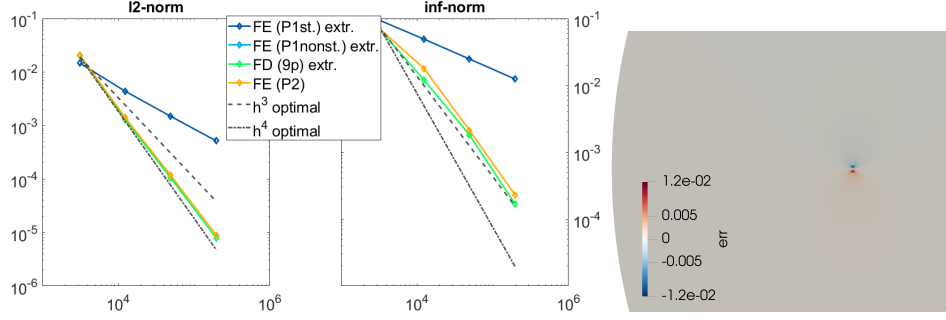 l2-norm
10^-1
10^-2
10^-3
10^-4
10^-5
10^-6
10^4
10^6
FE (P1st.) extr.
FE (P1nonst.) extr.
FD (9p) extr.
FE (P2)
h^3 optimal
h^4 optimal
inf-norm
10^-1
10^-2
10^-3
10^-4
10^4
10^6
1.2e-02
0.005
0
-0.005
-1.2e-02
err